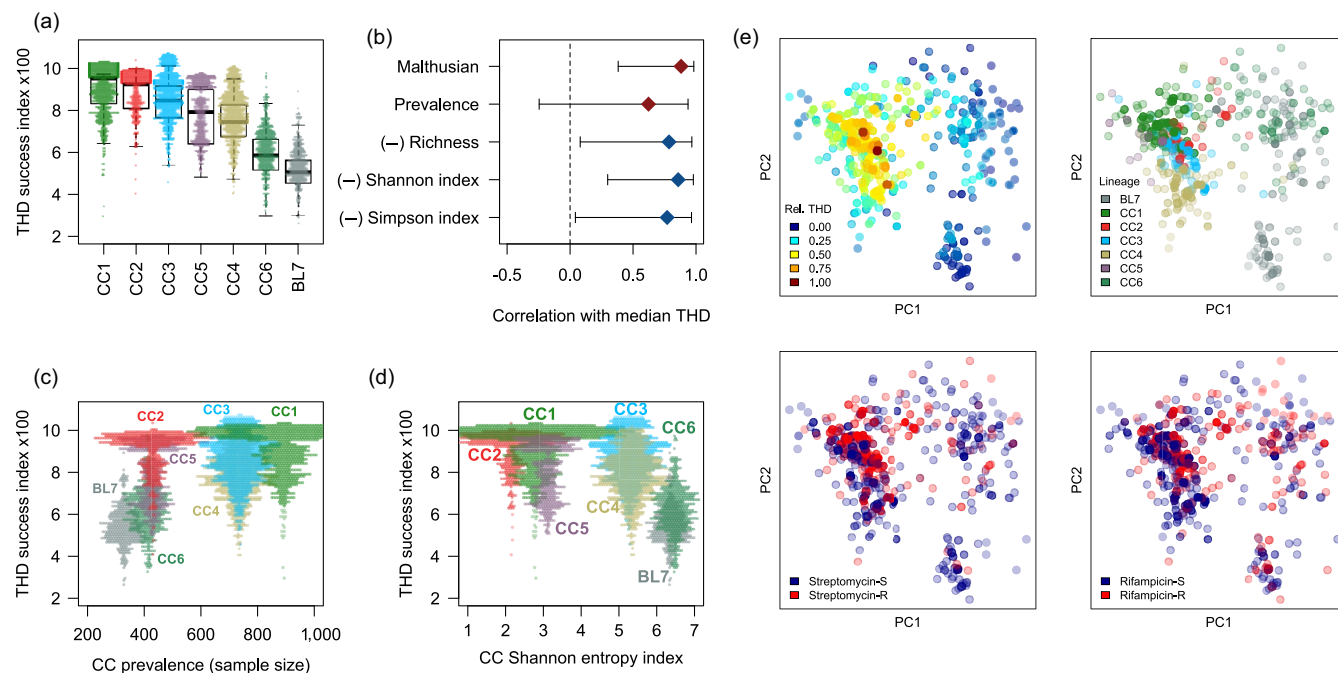 (a)
THD success index x100
10
8
6
4
2
CC1
CC2
CC3
CC5
CC4
CC6
BL7
(b)
Malthusian
Prevalence
(−) Richness
(−) Shannon index
(−) Simpson index
-0.5
0.0
0.5
1.0
Correlation with median THD
(c)
THD success index x100
10
8
6
4
2
CC2
CC3
CC1
CC5
BL7
CC4
CC6
200
400
600
800
1,000
CC prevalence (sample size)
(d)
THD success index x100
10
8
6
4
2
CC1
CC3
CC6
CC2
CC4
CC5
BL7
1
2
3
4
5
6
7
CC Shannon entropy index
(e)
PC2
Rel. THD
0.00
0.25
0.50
0.75
1.00
PC1
PC2
Lineage
BL7
CC1
CC2
CC3
CC4
CC5
CC6
PC1
PC2
Streptomycin-S
Streptomycin-R
PC1
PC2
Rifampicin-S
Rifampicin-R
PC1